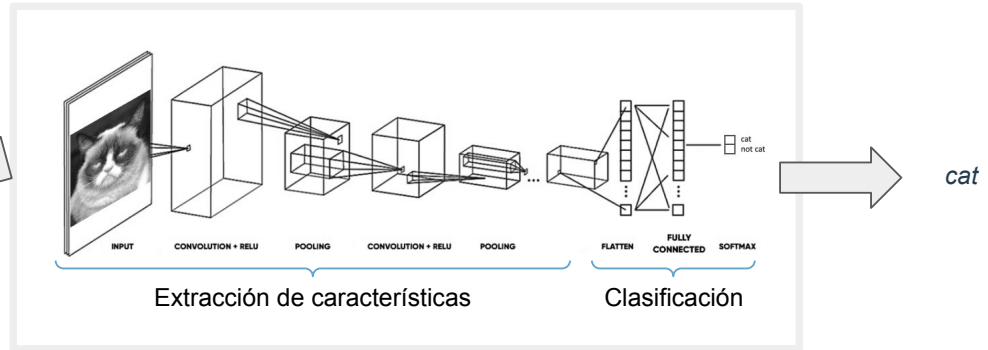 cat
not cat
cat
INPUT
CONVOLUTION + RELU
POOLING
CONVOLUTION + RELU
POOLING
...
FLATTEN
FULLY
CONNECTED
SOFTMAX
Extracción de características
Clasificación